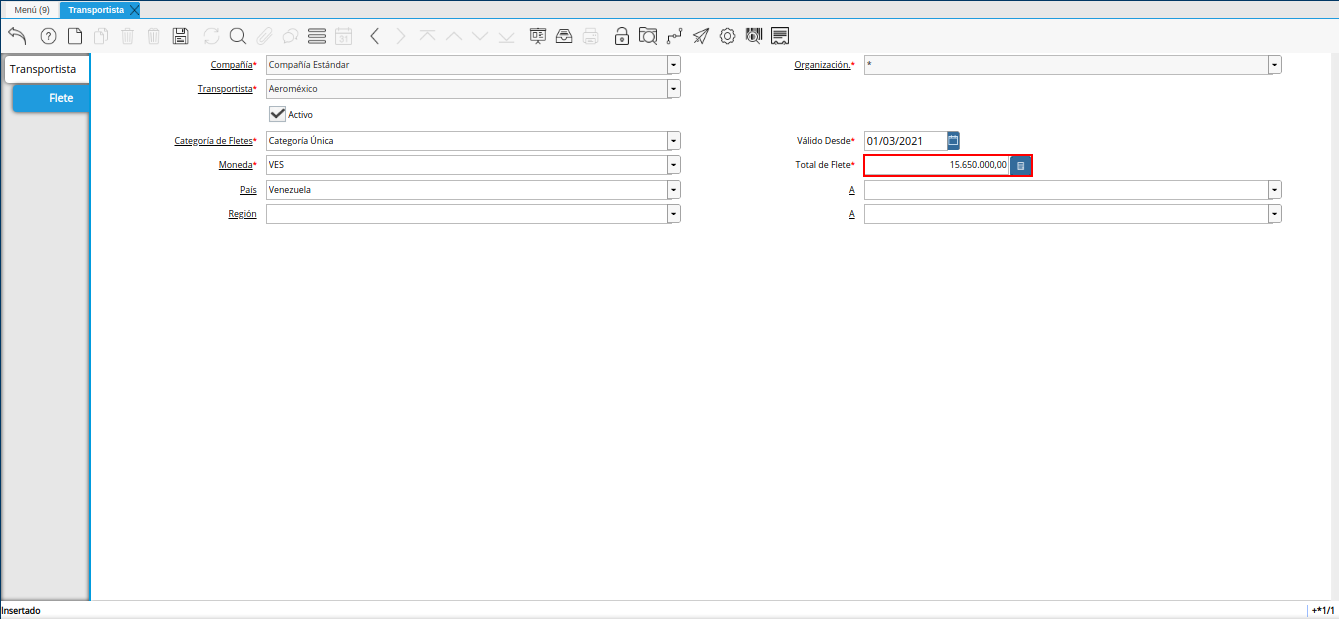 Menú (9) Transportista
31
Transportista
Flete
Compañía* Compañía Estándar Organización.* *
Transportista* Aeroméxico
Activo
Categoría de Fletes* Categoría Única Válido Desde* 01/03/2021
Moneda* VES Total de Flete* 15.650.000,00
País Venezuela A
Región A
Insertado +*1/1